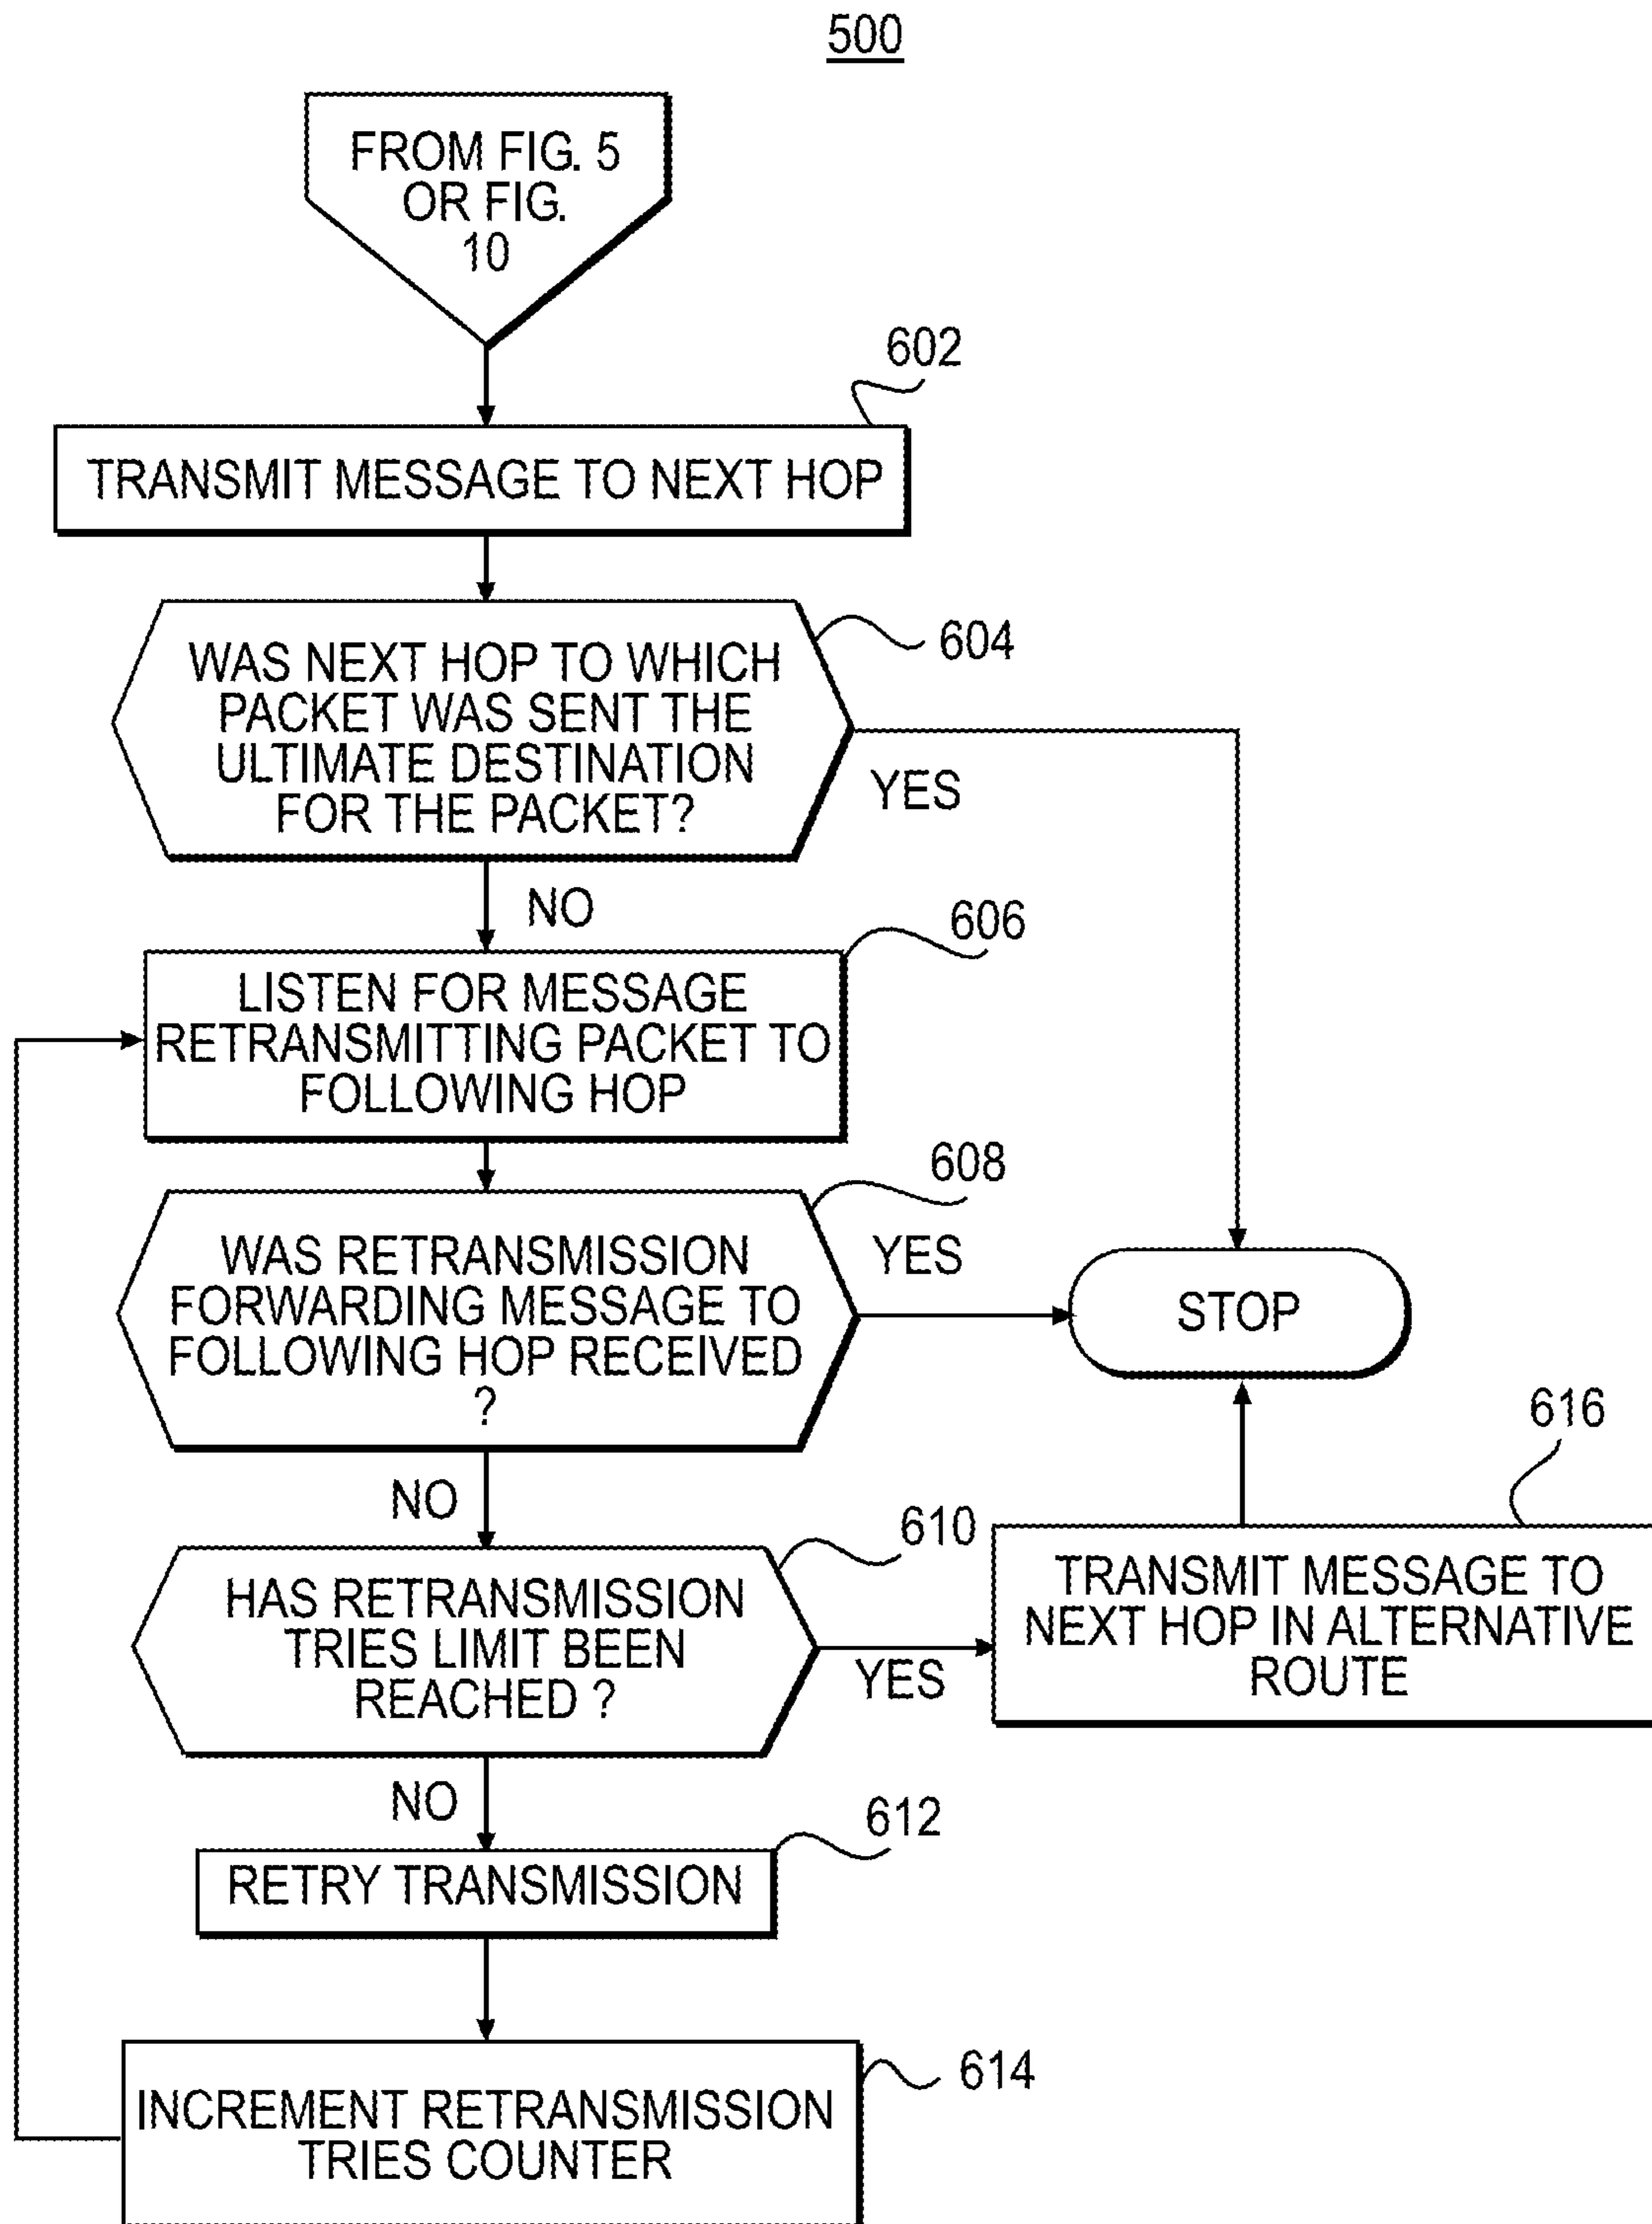 500
FROM FIG. 5
OR FIG.
10
602
TRANSMIT MESSAGE TO NEXT HOP
604
WAS NEXT HOP TO WHICH
PACKET WAS SENT THE
ULTIMATE DESTINATION
FOR THE PACKET?
YES
NO
606
LISTEN FOR MESSAGE
RETRANSMITTING PACKET TO
FOLLOWING HOP
608
WAS RETRANSMISSION
FORWARDING MESSAGE TO
FOLLOWING HOP RECEIVED
?
YES
STOP
NO
610
HAS RETRANSMISSION
TRIES LIMIT BEEN
REACHED ?
YES
616
TRANSMIT MESSAGE TO
NEXT HOP IN ALTERNATIVE
ROUTE
NO
612
RETRY TRANSMISSION
614
INCREMENT RETRANSMISSION
TRIES COUNTER